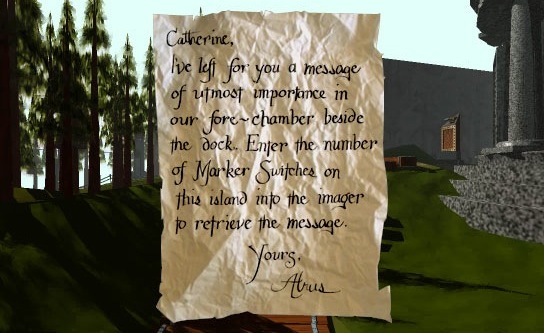 Catherine,
I've left for you a message
of utmost importance in
our fore-chamber beside
the dock. Enter the number
of Marker Switches on
this island into the imager
to retrieve the message.
Yours,
Atrus